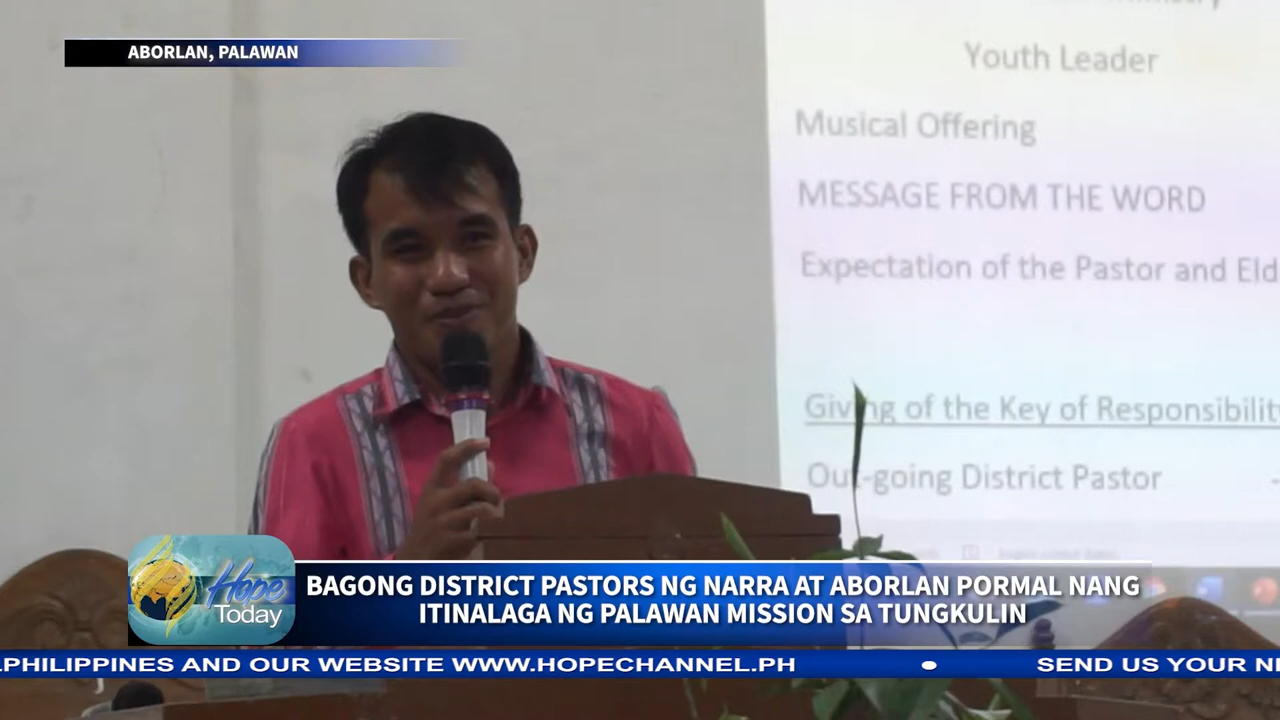 ABORLAN, PALAWAN
Youth Leader
Musical Offering
MESSAGE FROM THE WORD
Expectation of the Pastor and Eld
Giving of the Key of Responsibility
Out-going District Pastor -
Hope
Today
BAGONG DISTRICT PASTORS NG NARRA AT ABORLAN PORMAL NANG
ITINALAGA NG PALAWAN MISSION SA TUNGKULIN
PHILIPPINES AND OUR WEBSITE WWW.HOPECHANNEL.PH • SEND US YOUR NE